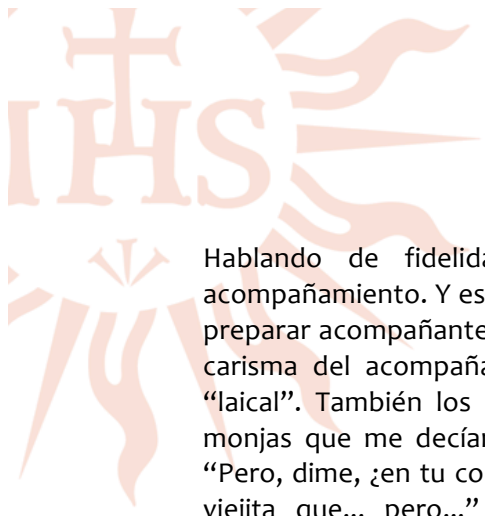 IHS
Hablando de fidelida
acompañamiento. Y es
preparar acompañante
carisma del acompaña
“laical”. También los
monjas que me decían
“Pero, dime, ¿en tu co
viejita que... pero...”